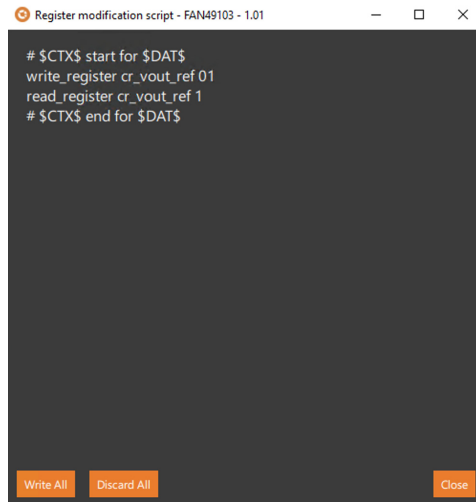 Register modification script - FAN49103 - 1.01
# $CTX$ start for $DAT$
write_register cr_vout_ref 01
read_register cr_vout_ref 1
# $CTX$ end for $DAT$
Write All Discard All Close